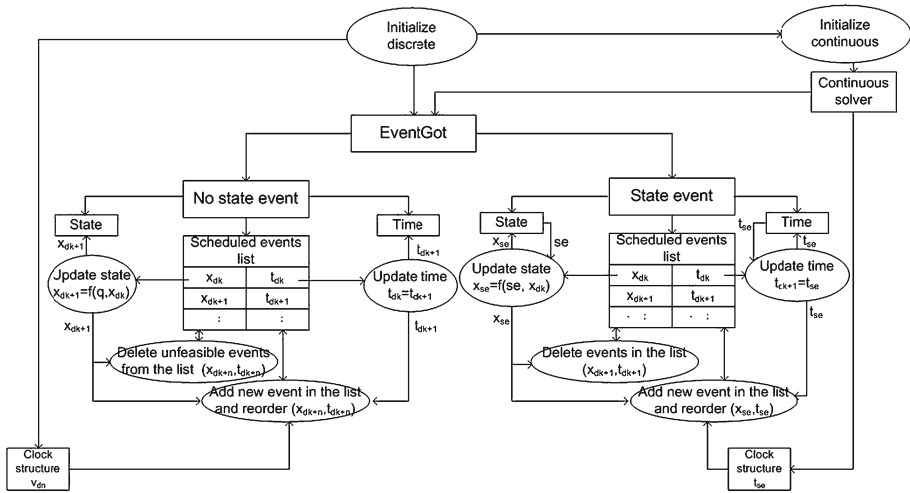 Initialize
discrete
Initialize
continuous
Continuous
solver
EventGot
No state event
State
Time
x_dk+1
Scheduled events
list
t_dk+1
Update state
x_dk+1=f(q,x_dk)
x_dk
t_dk
x_dk+1
t_dk+1
:
:
Update time
t_dk=t_dk+1
x_dk+1
t_dk+1
Delete unfeasible events
from the list (x_dk+n,t_dk+n)
Add new event in the list
and reorder (x_dk+n,t_dk+n)
Clock
structure
v_dn
State event
State
Time
x_se
se
Scheduled events
list
t_se
t_se
Update state
x_se=f(se, x_dk)
x_dk
t_dk
x_dk+1
t_dk+1
· :
· :
Update time
t_ck+1=t_se
x_se
t_se
Delete events in the list
(x_dk+1,t_dk+1)
Add new event in the list
and reorder (x_se,t_se)
Clock
structure
t_se